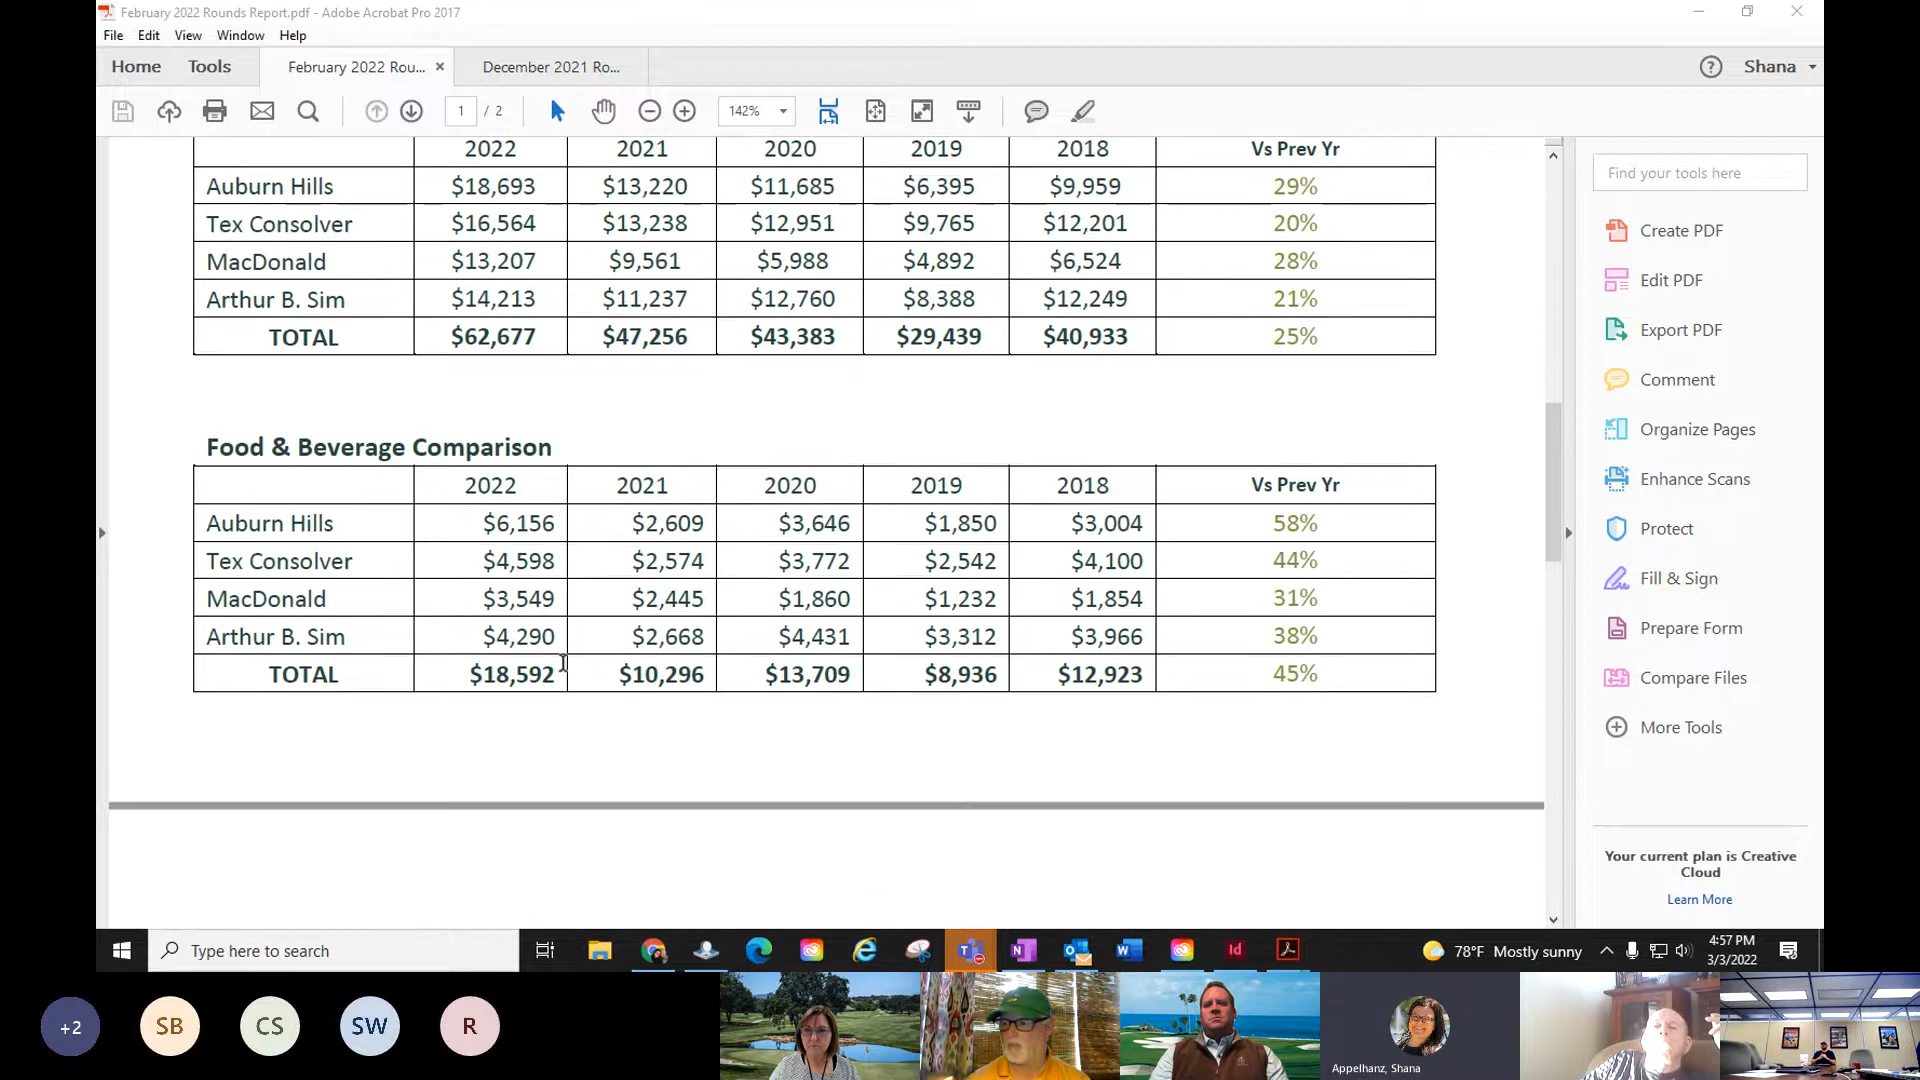 February 2022 Rounds Report.pdf - Adobe Acrobat Pro 2017
File Edit View Window Help
Home Tools February 2022 Rou... × December 2021 Ro... Shana
1 / 2 142%
2022 2021 2020 2019 2018 Vs Prev Yr
Auburn Hills $18,693 $13,220 $11,685 $6,395 $9,959 29%
Tex Consolver $16,564 $13,238 $12,951 $9,765 $12,201 20%
MacDonald $13,207 $9,561 $5,988 $4,892 $6,524 28%
Arthur B. Sim $14,213 $11,237 $12,760 $8,388 $12,249 21%
TOTAL $62,677 $47,256 $43,383 $29,439 $40,933 25%
Food & Beverage Comparison
2022 2021 2020 2019 2018 Vs Prev Yr
Auburn Hills $6,156 $2,609 $3,646 $1,850 $3,004 58%
Tex Consolver $4,598 $2,574 $3,772 $2,542 $4,100 44%
MacDonald $3,549 $2,445 $1,860 $1,232 $1,854 31%
Arthur B. Sim $4,290 $2,668 $4,431 $3,312 $3,966 38%
TOTAL $18,592 $10,296 $13,709 $8,936 $12,923 45%
Find your tools here
Create PDF
Edit PDF
Export PDF
Comment
Organize Pages
Enhance Scans
Protect
Fill & Sign
Prepare Form
Compare Files
More Tools
Your current plan is Creative
Cloud
Learn More
Type here to search
78°F Mostly sunny
4:57 PM
3/3/2022
+2 SB CS SW R
Appelhanz, Shana